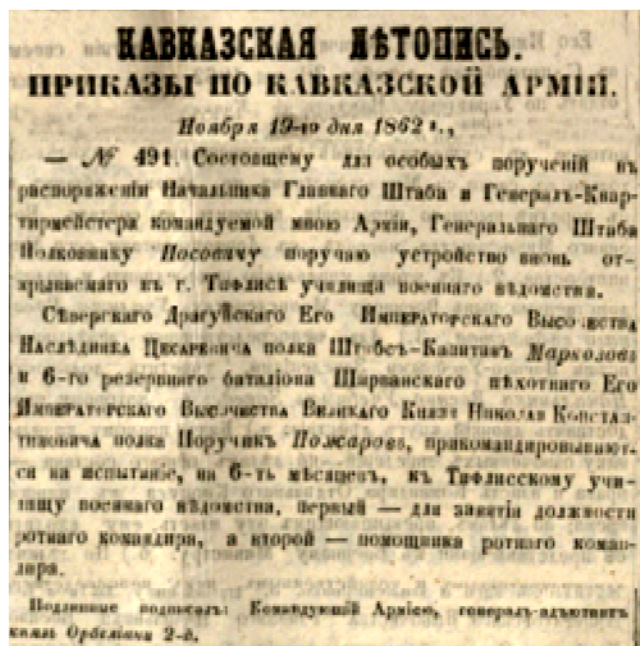 КАВКАЗСКАЯ ЛѢТОПИСЬ.
ПРИКАЗЫ ПО КАВКАЗСКОЙ АРМІИ.
Ноября 19-го дня 1862 г.,
— № 491. Состоящему для особыхъ порученій въ
распоряженіи Начальника Главнаго Штаба и Генералъ-Квар-
тирмейстера командуемой мною Арміи, Генеральнаго Штаба
Полковнику Носовичу поручаю устройство вновь от-
крываемаго въ г. Тифлисѣ училища военнаго вѣдомства.
Сѣверскаго Драгунскаго Его Императорскаго Высочества
Наслѣдника Цесаревича полка Штабсъ-Капитанъ Маркозовъ
и 6-го резервнаго баталіона Ширванскаго пѣхотнаго Его
Императорскаго Высочества Великаго Князя Николая Констан-
тиновича полка Поручикъ Пожаровъ, прикомандировывают-
ся на испытаніе, на 6-ть мѣсяцевъ, къ Тифлисскому учи-
лищу военнаго вѣдомства, первый — для занятія должности
ротнаго командира, а второй — помощника ротнаго коман-
дира.
Подлинные подписалъ: Командующій Арміею, генералъ-адъютантъ
князь Орбеліани 2-й.